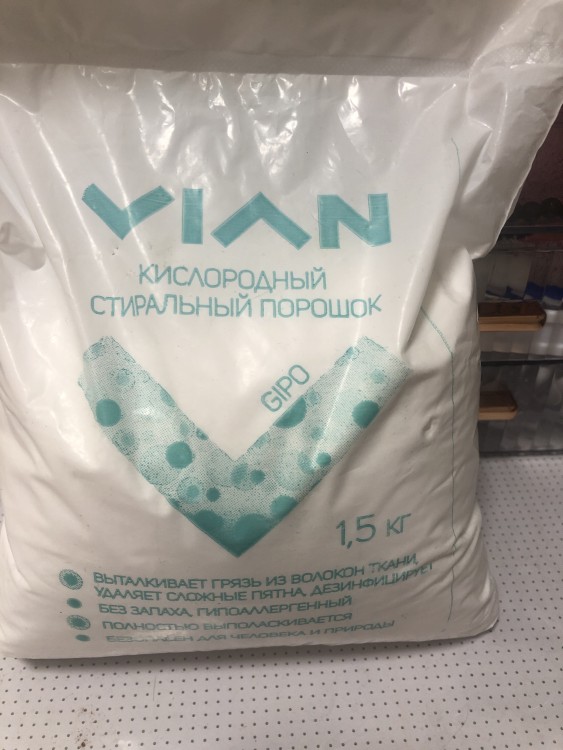 VIAN
КИСЛОРОДНЫЙ
СТИРАЛЬНЫЙ ПОРОШОК
GIPO
1,5 кг
ВЫТАЛКИВАЕТ ГРЯЗЬ ИЗ ВОЛОКОН ТКАНИ,
УДАЛЯЕТ СЛОЖНЫЕ ПЯТНА, ДЕЗИНФИЦИРУЕТ
БЕЗ ЗАПАХА, ГИПОАЛЛЕРГЕННЫЙ
ПОЛНОСТЬЮ ВЫПОЛАСКИВАЕТСЯ
БЕЗОПАСЕН ДЛЯ ЧЕЛОВЕКА И ПРИРОДЫ